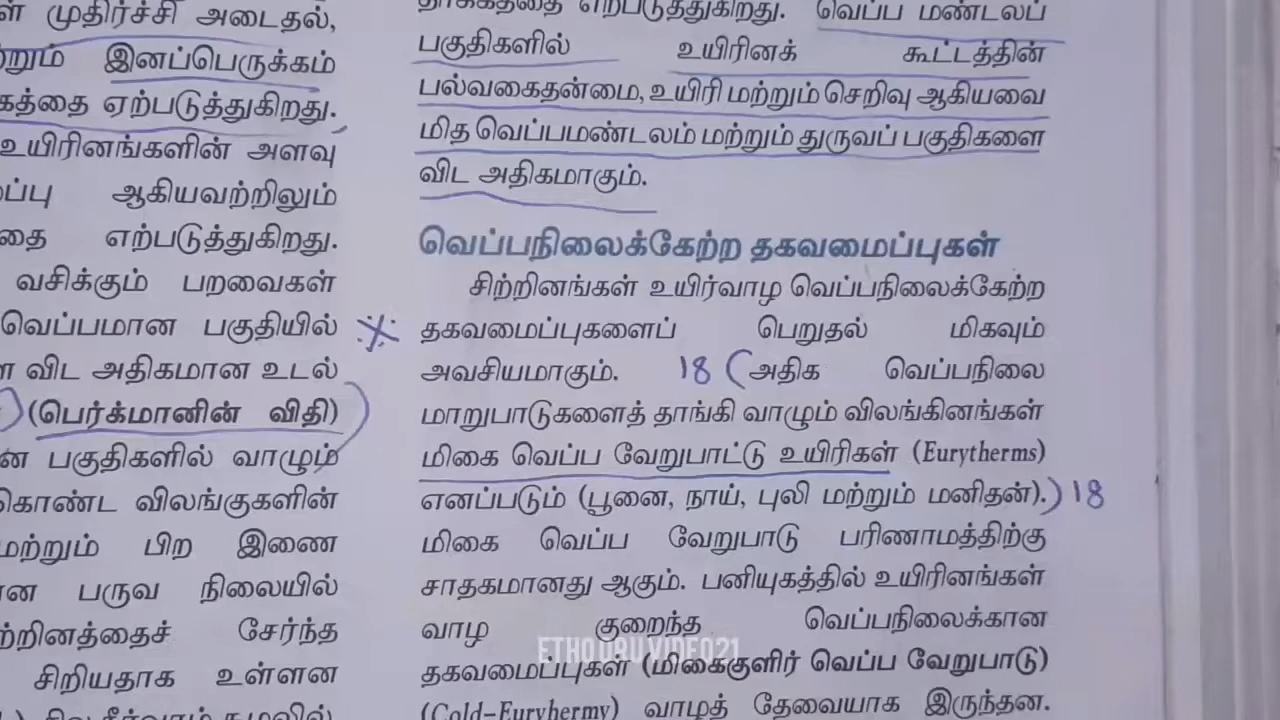 முதிர்ச்சி அடைதல்,
இனப்பெருக்கம்
ஏற்படுத்துகிறது.
உயிரினங்களின் அளவு
ஆகியவற்றிலும்
எற்படுத்துகிறது.
வசிக்கும் பறவைகள்
வெப்பமான பகுதியில்
விட அதிகமான உடல்
(பெர்க்மானின் விதி)
பகுதிகளில் வாழும்
கொண்ட விலங்குகளின்
மற்றும் பிற இணை
பருவ நிலையில்
சேர்ந்த
சிறியதாக உள்ளன
ஏற்படுத்துகிறது. வெப்ப மண்டலப்
பகுதிகளில் உயிரினக் கூட்டத்தின்
பல்வகைதன்மை, உயிரி மற்றும் செறிவு ஆகியவை
மித வெப்பமண்டலம் மற்றும் துருவப் பகுதிகளை
விட அதிகமாகும்.
வெப்பநிலைக்கேற்ற தகவமைப்புகள்
சிற்றினங்கள் உயிர்வாழ வெப்பநிலைக்கேற்ற
தகவமைப்புகளைப் பெறுதல் மிகவும்
அவசியமாகும். 18 (அதிக வெப்பநிலை
மாறுபாடுகளைத் தாங்கி வாழும் விலங்கினங்கள்
மிகை வெப்ப வேறுபாட்டு உயிரிகள் (Eurytherms)
எனப்படும் (பூனை, நாய், புலி மற்றும் மனிதன்).) 18
மிகை வெப்ப வேறுபாடு பரிணாமத்திற்கு
சாதகமானது ஆகும். பனியுகத்தில் உயிரினங்கள்
வாழ குறைந்த வெப்பநிலைக்கான
தகவமைப்புகள் (மிகைகுளிர் வெப்ப வேறுபாடு)
(Cold-Euryhermy) வாழத் தேவையாக இருந்தன.
ETHO ORU VIDEO21